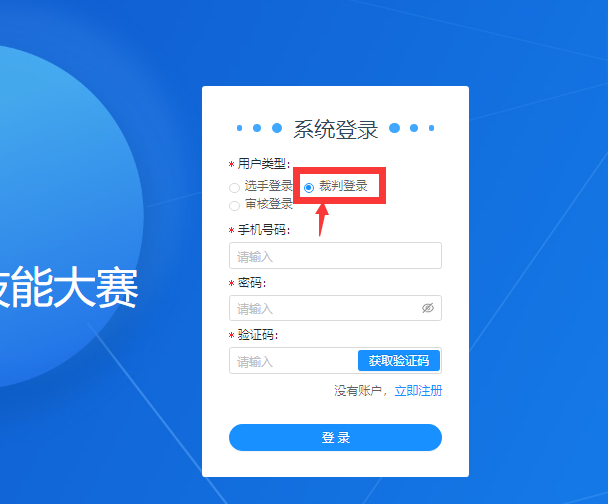 系统登录
* 用户类型:
选手登录 裁判登录
审核登录
* 手机号码:
请输入
能大赛
* 密码:
请输入
* 验证码:
请输入 获取验证码
没有账户，立即注册
登 录